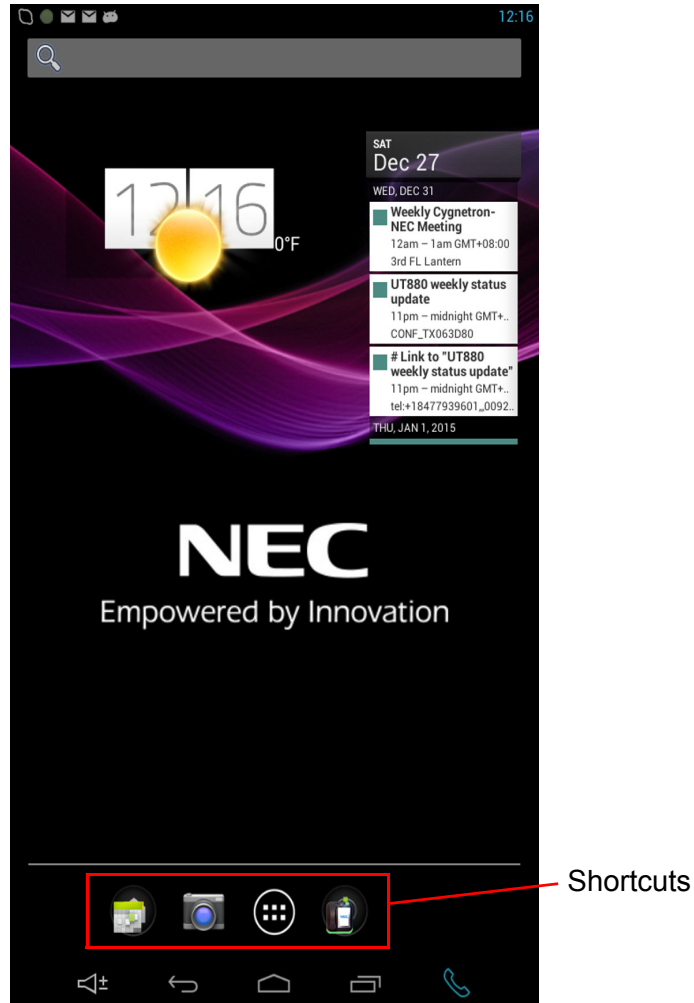 12:16
12 16
0°F
SAT
Dec 27
WED, DEC 31
Weekly Cygnetron-
NEC Meeting
12am – 1am GMT+08:00
3rd FL Lantern
UT880 weekly status
update
11pm – midnight GMT+..
CONF_TX063D80
# Link to "UT880
weekly status update"
11pm – midnight GMT+..
tel:+18477939601,,0092..
THU, JAN 1, 2015
NEC
Empowered by Innovation
NEC
Shortcuts